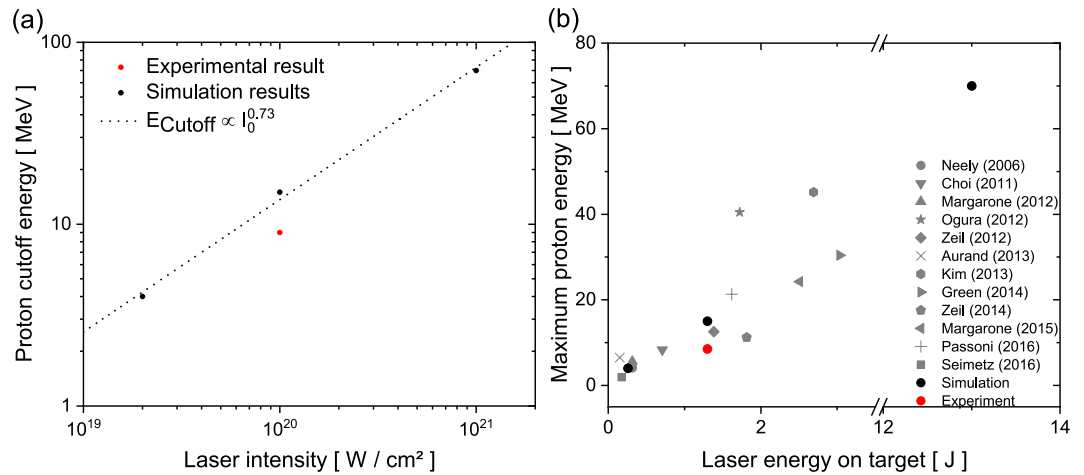 (a)
100
10
1
Proton cutoff energy [ MeV ]
Experimental result
Simulation results
E_Cutoff ∝ I_0^0.73
10^19
10^20
10^21
Laser intensity [ W / cm² ]
(b)
80
60
40
20
0
Maximum proton energy [ MeV ]
Neely (2006)
Choi (2011)
Margarone (2012)
Ogura (2012)
Zeil (2012)
Aurand (2013)
Kim (2013)
Green (2014)
Zeil (2014)
Margarone (2015)
Passoni (2016)
Seimetz (2016)
Simulation
Experiment
0
2
12
14
Laser energy on target [ J ]